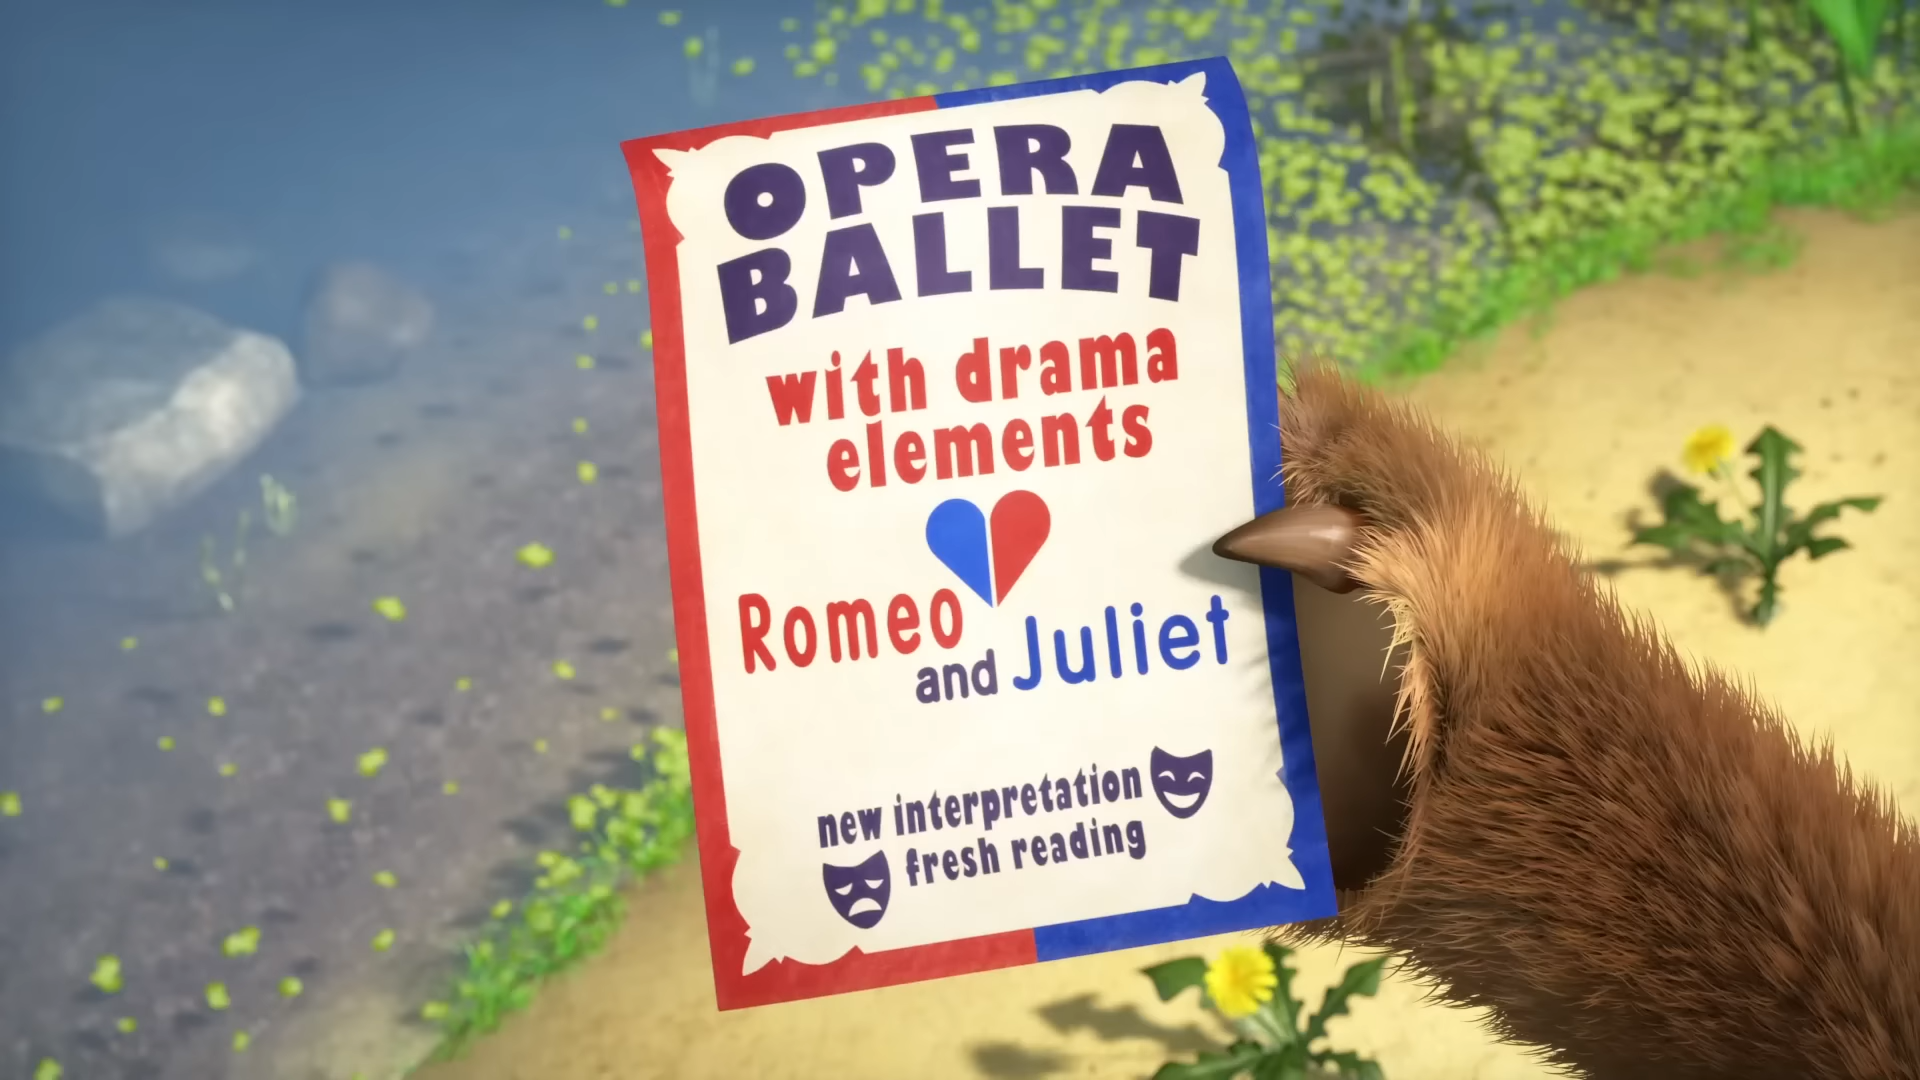 OPERA
BALLET
with drama
elements
Romeo
and Juliet
new interpretation
fresh reading